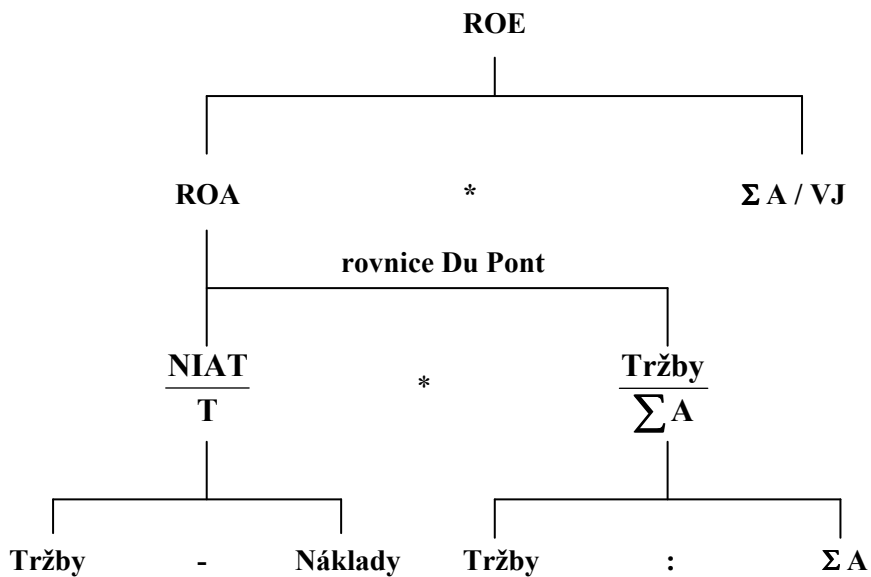 ROE
ROA * Σ A / VJ
rovnice Du Pont
NIAT * Tržby
T ∑ A
Tržby - Náklady Tržby : Σ A